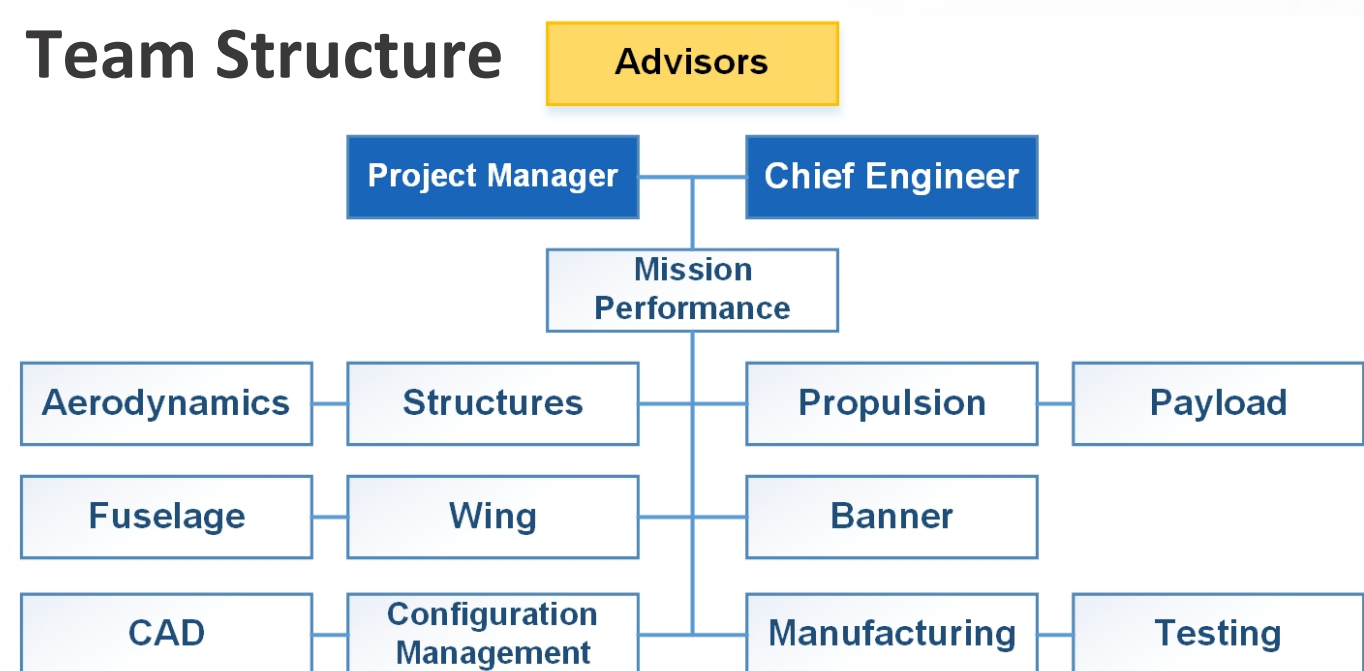 Team Structure
Advisors
Project Manager
Chief Engineer
Mission
Performance
Aerodynamics
Structures
Propulsion
Payload
Fuselage
Wing
Banner
CAD
Configuration
Management
Manufacturing
Testing